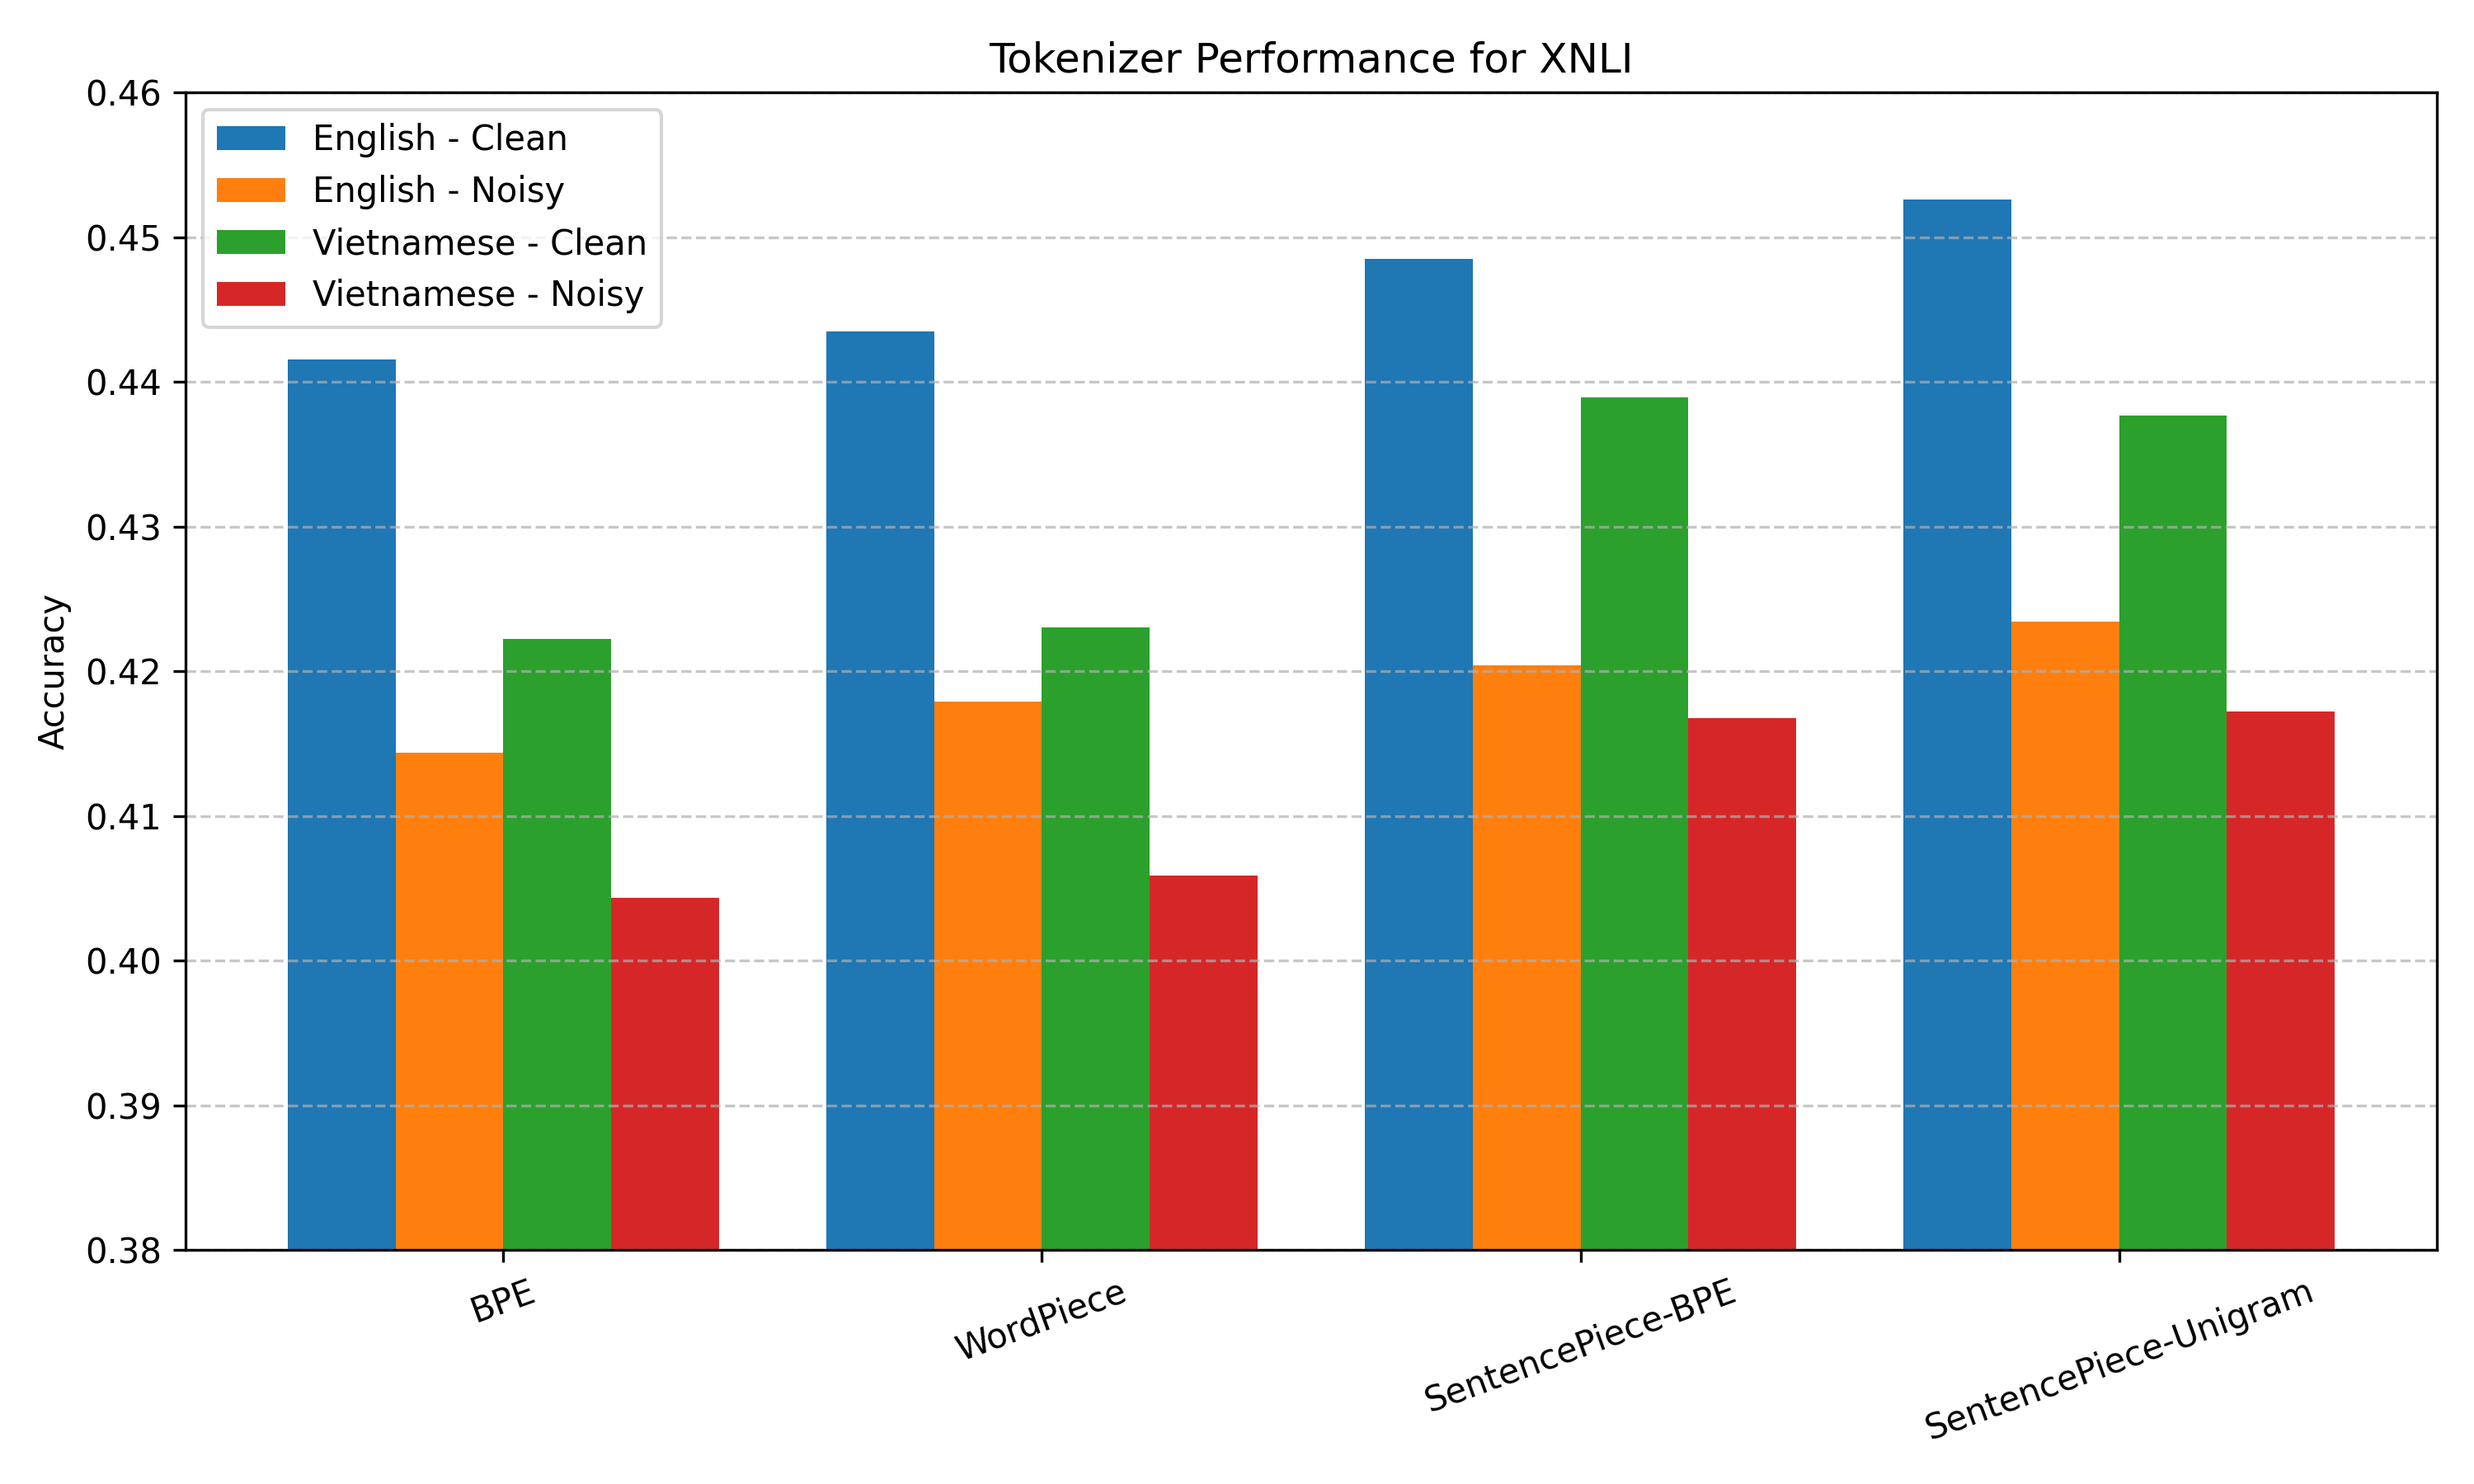 Tokenizer Performance for XNLI
English - Clean
English - Noisy
Vietnamese - Clean
Vietnamese - Noisy
Accuracy
0.46
0.45
0.44
0.43
0.42
0.41
0.40
0.39
0.38
BPE
WordPiece
SentencePiece-BPE
SentencePiece-Unigram